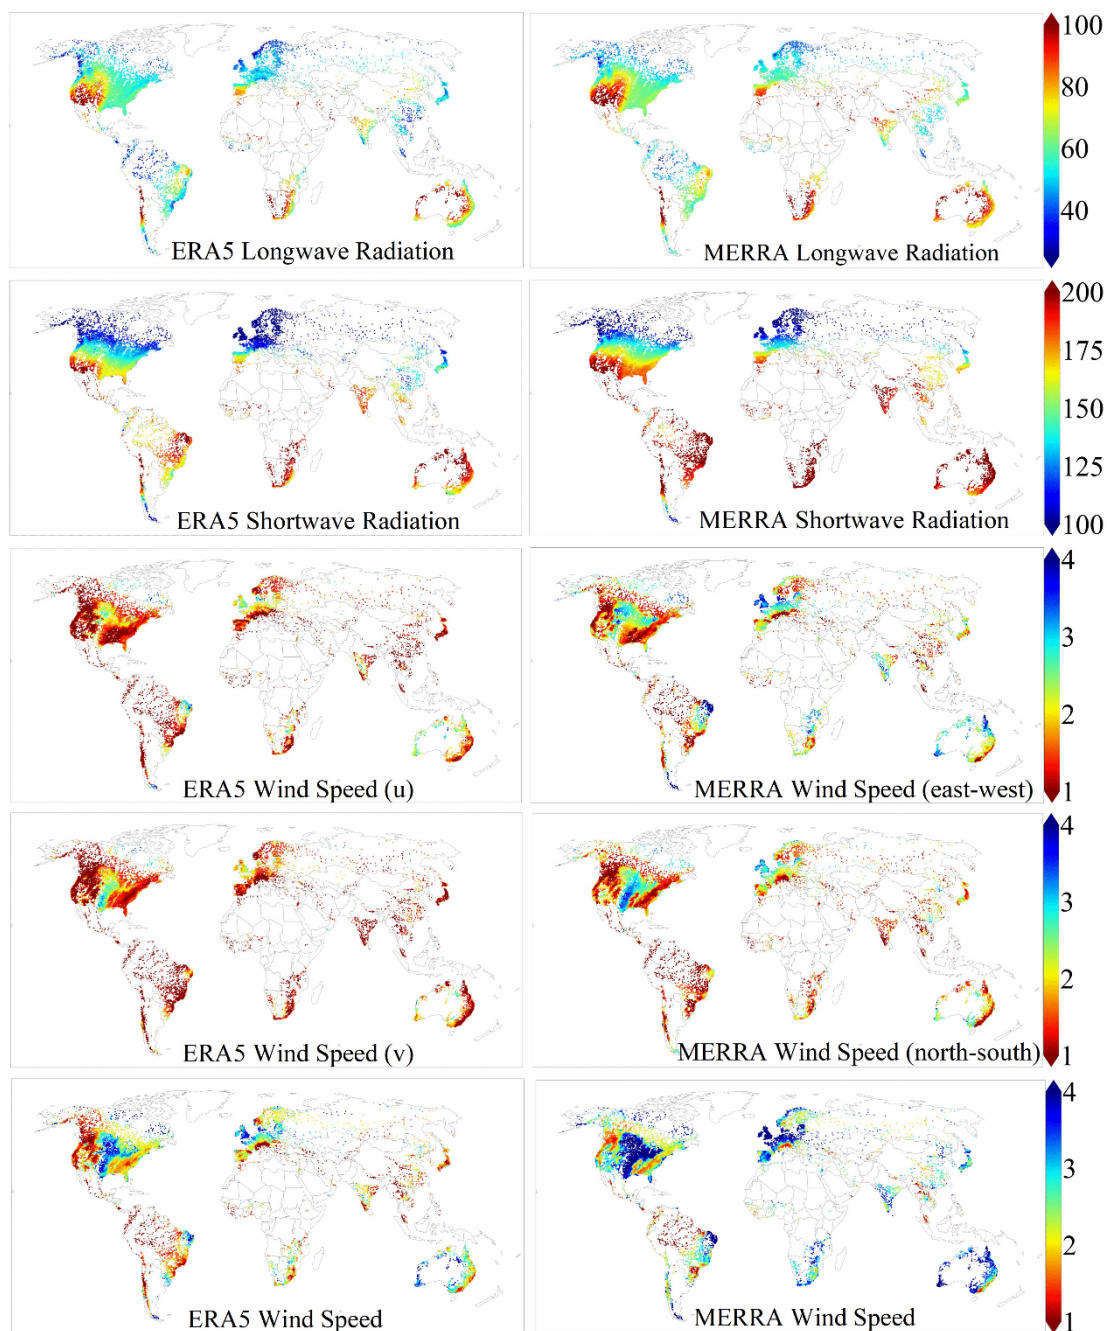 100
80
60
40
ERA5 Longwave Radiation
MERRA Longwave Radiation
200
175
150
125
100
ERA5 Shortwave Radiation
MERRA Shortwave Radiation
4
3
2
1
ERA5 Wind Speed (u)
MERRA Wind Speed (east-west)
4
3
2
1
ERA5 Wind Speed (v)
MERRA Wind Speed (north-south)
4
3
2
1
ERA5 Wind Speed
MERRA Wind Speed